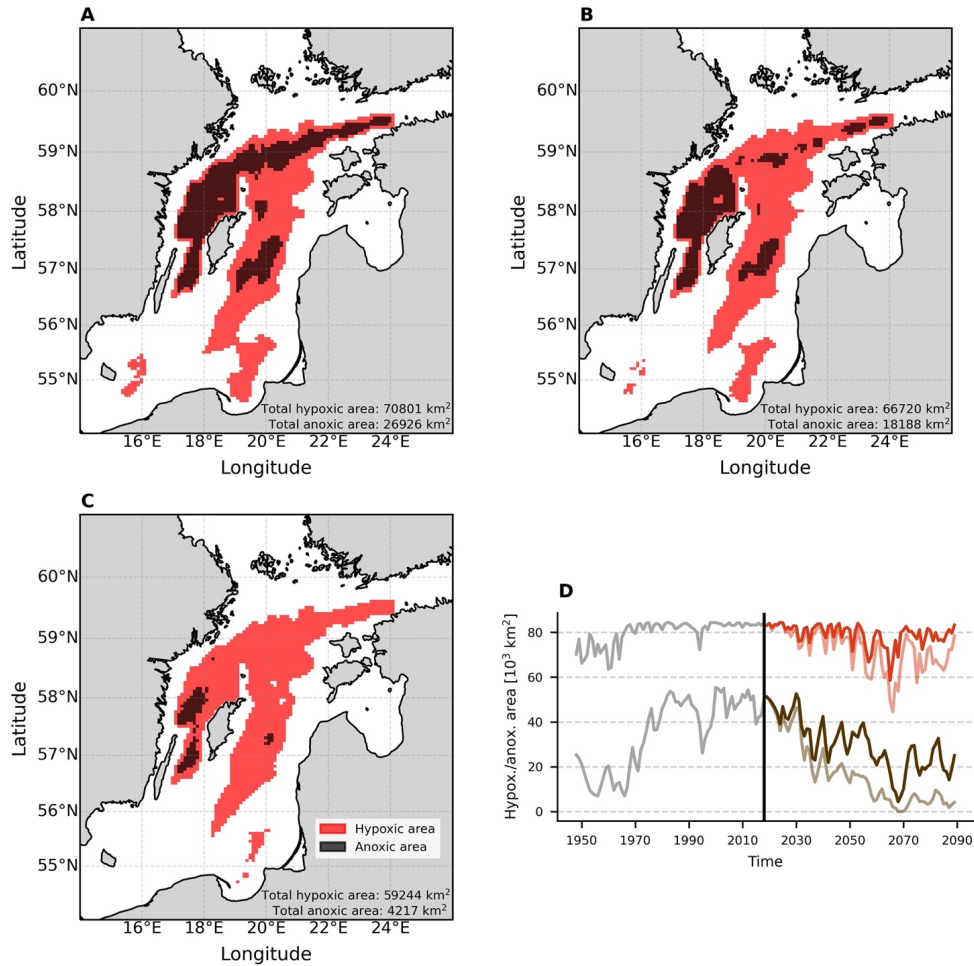 A
60°N
59°N
58°N
57°N
56°N
55°N
Latitude
Total hypoxic area: 70801 km²
Total anoxic area: 26926 km²
16°E 18°E 20°E 22°E 24°E
Longitude
B
60°N
59°N
58°N
57°N
56°N
55°N
Latitude
Total hypoxic area: 66720 km²
Total anoxic area: 18188 km²
16°E 18°E 20°E 22°E 24°E
Longitude
C
60°N
59°N
58°N
57°N
56°N
55°N
Latitude
Hypoxic area
Anoxic area
Total hypoxic area: 59244 km²
Total anoxic area: 4217 km²
16°E 18°E 20°E 22°E 24°E
Longitude
D
Hypox./anox. area [10³ km²]
80
60
40
20
0
1950 1970 1990 2010 2030 2050 2070 2090
Time